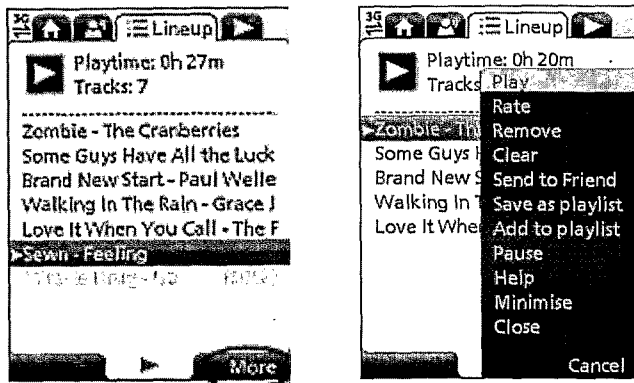 3G Lineup
Playtime: 0h 27m
Tracks: 7
Zombie - The Cranberries
Some Guys Have All the Luck
Brand New Start - Paul Welle
Walking In The Rain - Grace J
Love It When You Call - The F
Sewn - Feeling
More
3G Lineup
Playtime: 0h 20m
Tracks
Zombie - Th
Some Guys H
Brand New S
Walking In T
Love It Whe
Play
Rate
Remove
Clear
Send to Friend
Save as playlist
Add to playlist
Pause
Help
Minimise
Close
Cancel